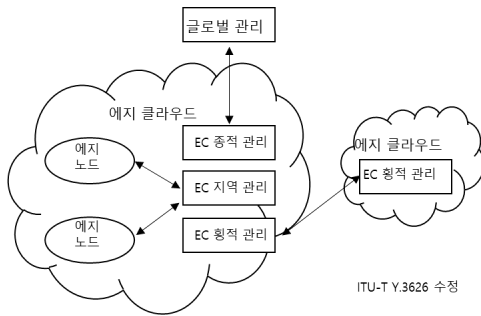 글로벌 관리
에지 클라우드
에지
노드
EC 종적 관리
EC 지역 관리
에지
노드
EC 횡적 관리
에지 클라우드
EC 횡적 관리
ITU-T Y.3626 수정